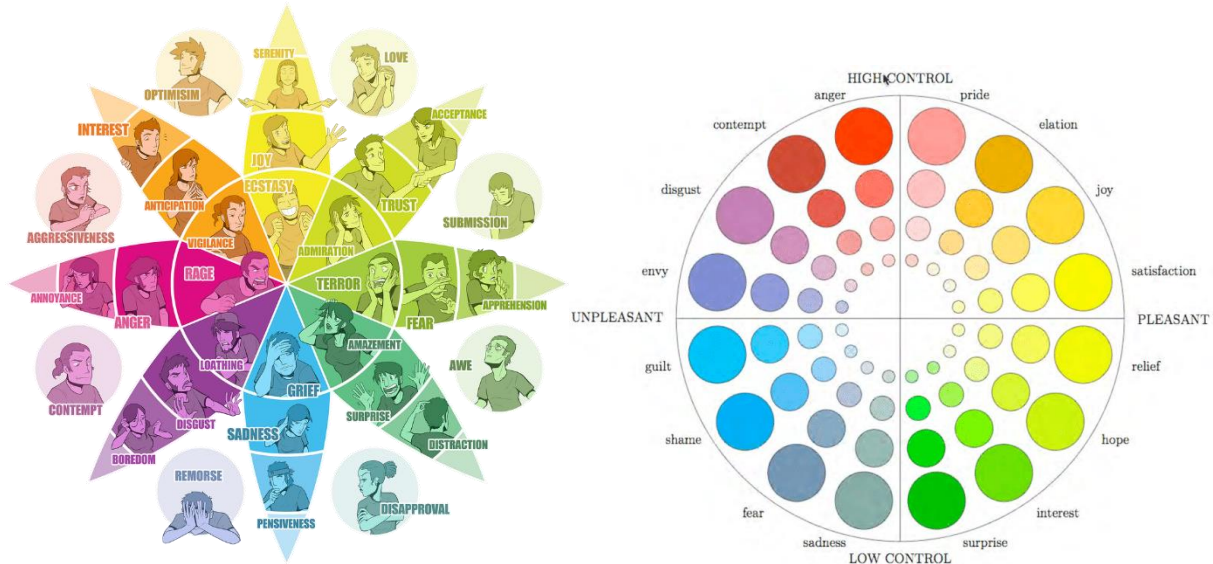 SERENITY
LOVE
OPTIMISIM
ACCEPTANCE
INTEREST
JOY
TRUST
ECSTASY
ANTICIPATION
SUBMISSION
AGGRESSIVENESS
VIGILANCE
ADMIRATION
RAGE
TERROR
ANNOYANCE
ANGER
FEAR
APPREHENSION
AMAZEMENT
LOATHING
AWE
GRIEF
CONTEMPT
DISGUST
SURPRISE
SADNESS
BOREDOM
DISTRACTION
REMORSE
PENSIVENESS
DISAPPROVAL
HIGH CONTROL
anger
pride
contempt
elation
disgust
joy
envy
satisfaction
UNPLEASANT
PLEASANT
guilt
relief
shame
hope
fear
interest
sadness
surprise
LOW CONTROL